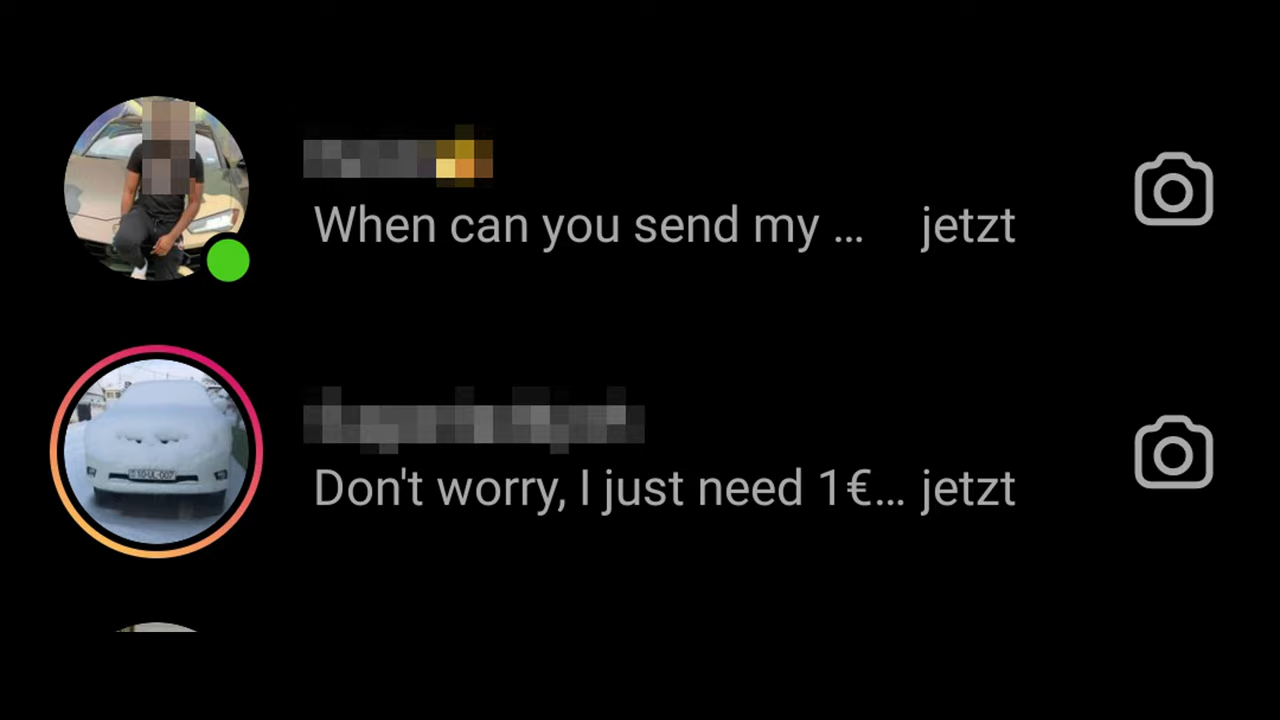 When can you send my ... jetzt
Don't worry, I just need 1€... jetzt